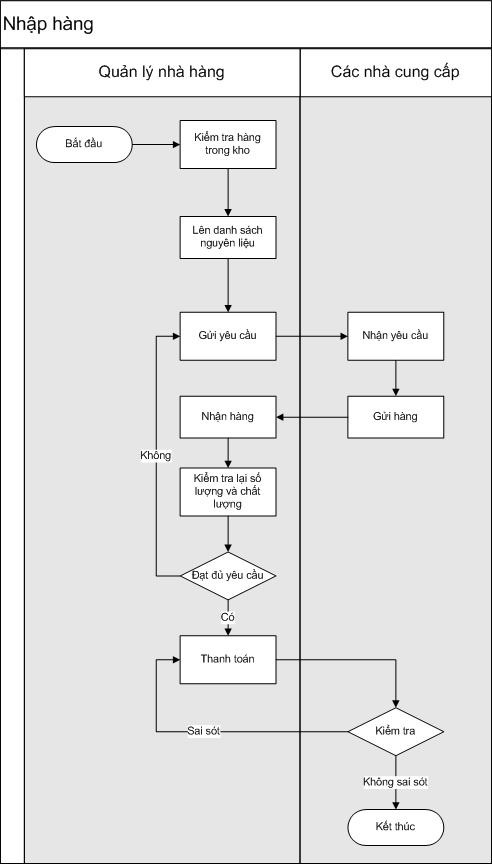 Nhập hàng
Quản lý nhà hàng
Các nhà cung cấp
Bắt đầu
Kiểm tra hàng
trong kho
Lên danh sách
nguyên liệu
Gửi yêu cầu
Nhận yêu cầu
Nhận hàng
Gửi hàng
Không
Kiểm tra lại số
lượng và chất
lượng
Đạt đủ yêu cầu
Có
Thanh toán
Sai sót
Kiểm tra
Không sai sót
Kết thúc